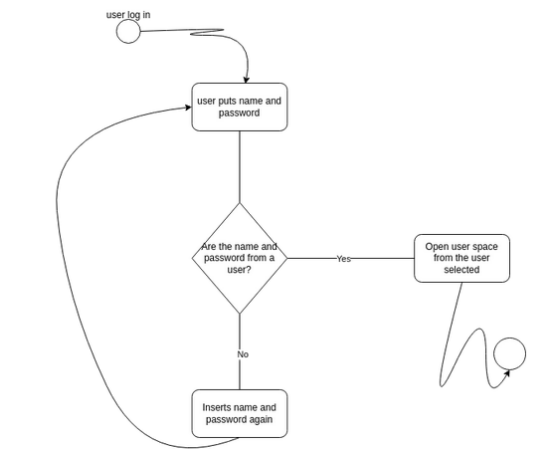 user log in
user puts name and
password
Are the name and
password from a
user?
Yes
Open user space
from the user
selected
No
Inserts name and
password again